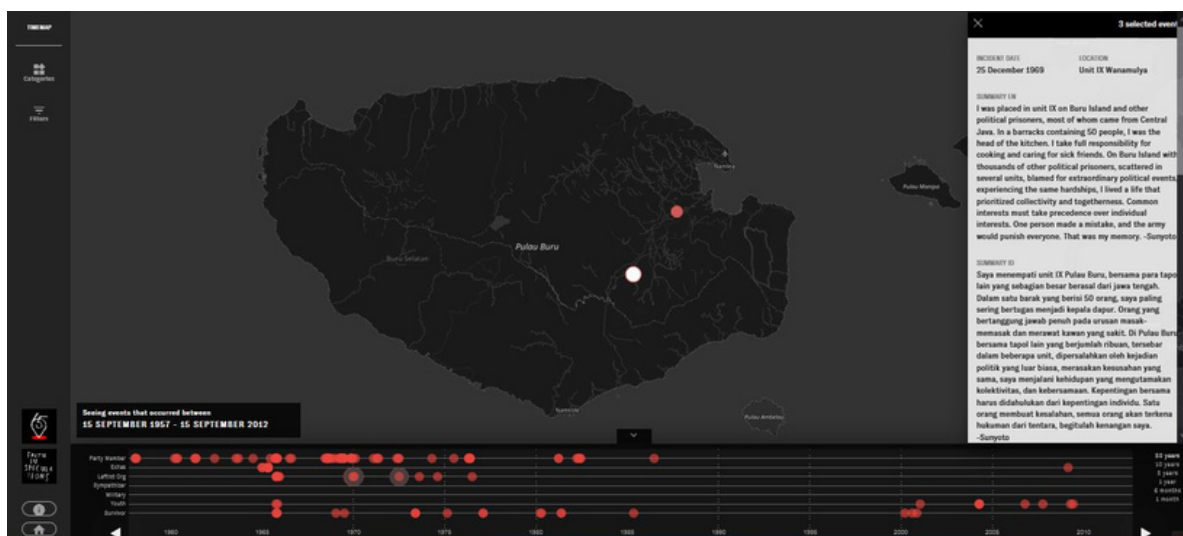 TIMEMAP
Categories
Filters
Namlea
Pulau Buru
Buru Selatan
Namrole
Pulau Manipa
Pulau Ambelau
3 selected event
INCIDENT DATE
25 December 1969
LOCATION
Unit IX Wanamulya
SUMMARY EN
I was placed in unit IX on Buru Island and other
political prisoners, most of whom came from Central
Java. In a barracks containing 50 people, I was the
head of the kitchen. I take full responsibility for
cooking and caring for sick friends. On Buru Island with
thousands of other political prisoners, scattered in
several units, blamed for extraordinary political events,
experiencing the same hardships, I lived a life that
prioritized collectivity and togetherness. Common
interests must take precedence over individual
interests. One person made a mistake, and the army
would punish everyone. That was my memory. -Sunyoto
SUMMARY ID
Saya menempati unit IX Pulau Buru, bersama para tapo
lain yang sebagian besar berasal dari jawa tengah.
Dalam satu barak yang berisi 50 orang, saya paling
sering bertugas menjadi kepala dapur. Orang yang
bertanggung jawab penuh pada urusan masak-
memasak dan merawat kawan yang sakit. Di Pulau Buru
bersama tapol lain yang berjumlah ribuan, tersebar
dalam beberapa unit, dipersalahkan oleh kejadian
politik yang luar biasa, merasakan kesusahan yang
sama, saya menjalani kehidupan yang mengutamakan
kolektivitas, dan kebersamaan. Kepentingan bersama
harus didahulukan dari kepentingan individu. Satu
orang membuat kesalahan, semua orang akan terkena
hukuman dari tentara, begitulah kenangan saya.
-Sunyoto
Seeing events that occurred between
15 SEPTEMBER 1957 - 15 SEPTEMBER 2012
Party Member
Exhak
Leftist Org
Sympathiser
Military
Youth
Survivor
1960
1965
1970
1975
1980
1985
1990
1995
2000
2005
2010
50 years
10 years
5 years
1 year
6 months
1 month